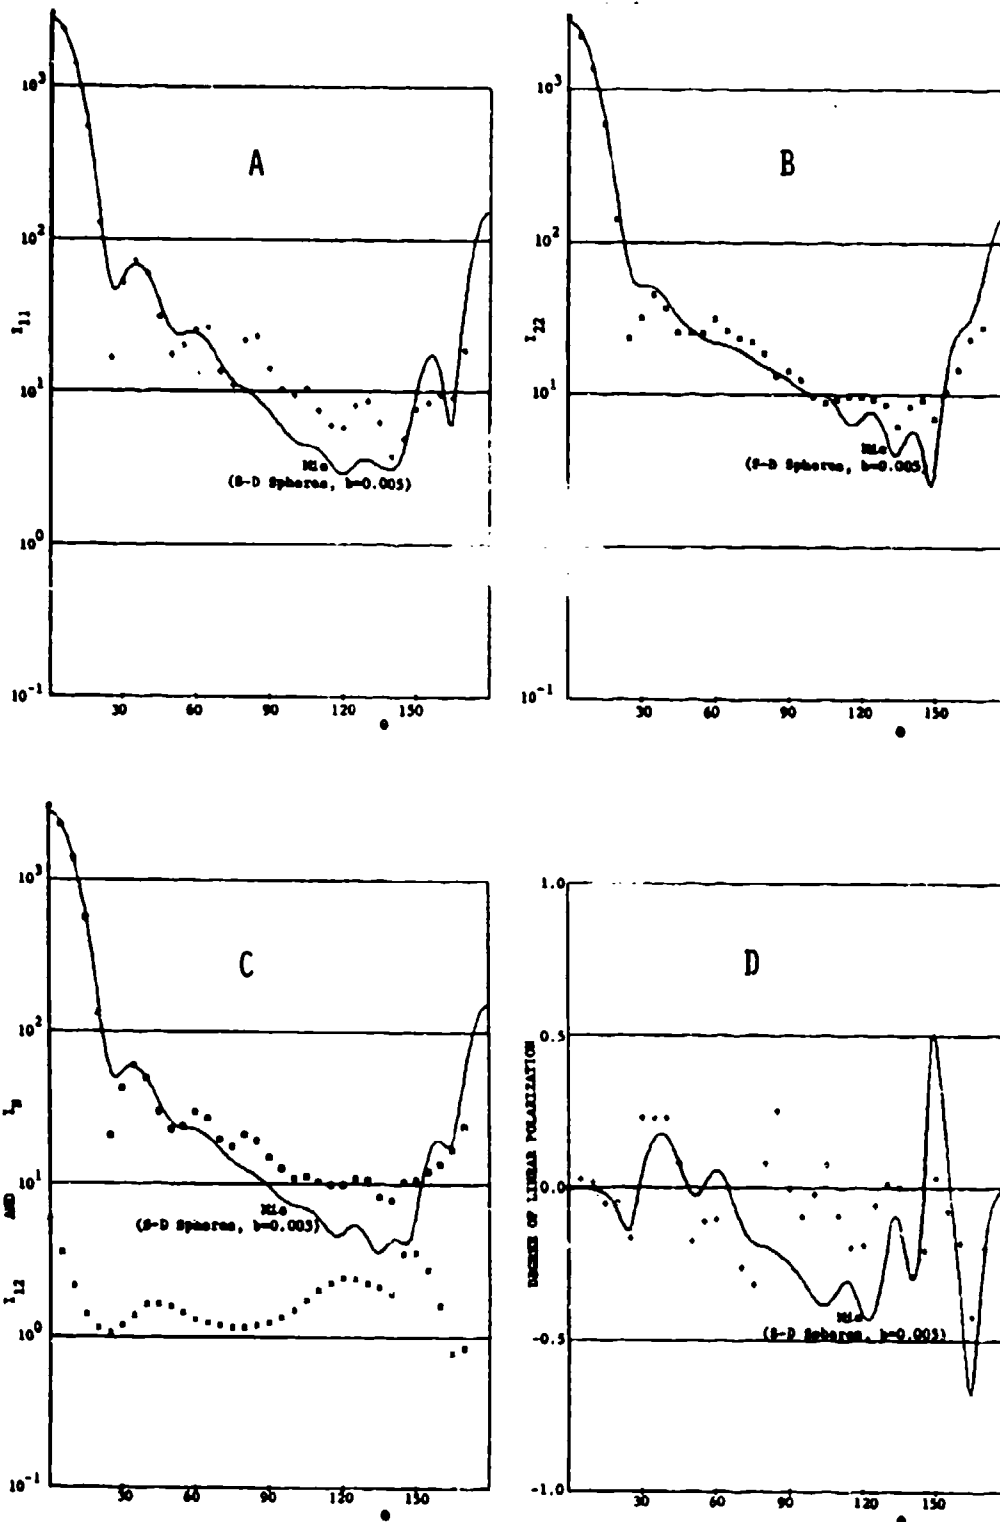 A
10³
10²
I₁₁
10¹
Mie
(S-D Spheres, b=0.005)
10⁰
10⁻¹
30 60 90 120 150
θ
B
10³
10²
I₂₂
10¹
Mie
(S-D Spheres, b=0.005)
10⁻¹
30 60 90 120 150
θ
C
10³
10²
10¹
I₁₂ AND
Mie
(S-D Spheres, b=0.005)
10⁰
10⁻¹
30 60 90 120 150
θ
D
1.0
0.5
DEGREE OF LINEAR POLARIZATION
0.0
Mie
(S-D Spheres, b=0.005)
-0.5
-1.0
30 60 90 120 150
θ